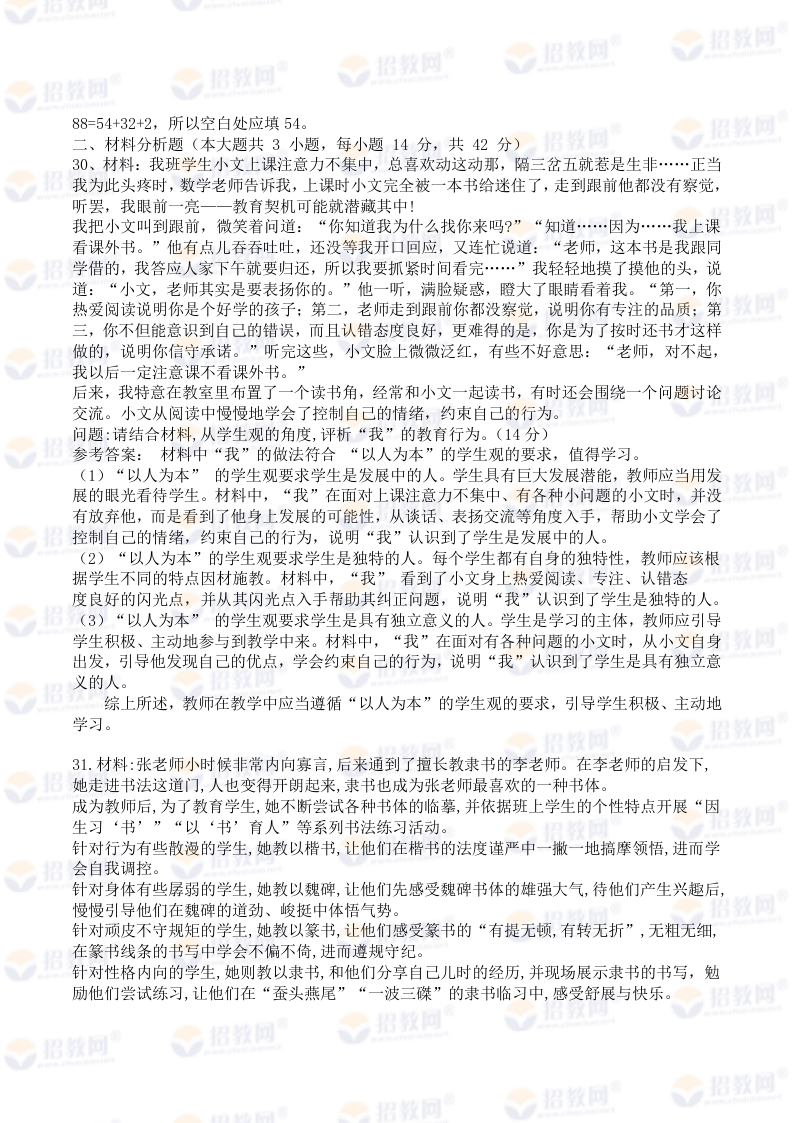 88=54+32+2，所以空白处应填 54。
二、材料分析题（本大题共 3 小题，每小题 14 分，共 42 分）
30、材料：我班学生小文上课注意力不集中，总喜欢动这动那，隔三岔五就惹是生非……正当
我为此头疼时，数学老师告诉我，上课时小文完全被一本书给迷住了，走到跟前他都没有察觉，
听罢，我眼前一亮——教育契机可能就潜藏其中!
我把小文叫到跟前，微笑着问道：“你知道我为什么找你来吗?”“知道……因为……我上课
看课外书。”他有点儿吞吞吐吐，还没等我开口回应，又连忙说道：“老师，这本书是我跟同
学借的，我答应人家下午就要归还，所以我要抓紧时间看完……”我轻轻地摸了摸他的头，说
道：“小文，老师其实是要表扬你的。”他一听，满脸疑惑，瞪大了眼睛看着我。“第一，你
热爱阅读说明你是个好学的孩子；第二，老师走到跟前你都没察觉，说明你有专注的品质；第
三，你不但能意识到自己的错误，而且认错态度良好，更难得的是，你是为了按时还书才这样
做的，说明你信守承诺。”听完这些，小文脸上微微泛红，有些不好意思：“老师，对不起，
我以后一定注意课不看课外书。”
后来，我特意在教室里布置了一个读书角，经常和小文一起读书，有时还会围绕一个问题讨论
交流。小文从阅读中慢慢地学会了控制自己的情绪，约束自己的行为。
问题:请结合材料,从学生观的角度,评析“我”的教育行为。（14 分）
参考答案： 材料中“我”的做法符合 “以人为本”的学生观的要求，值得学习。
（1）“以人为本” 的学生观要求学生是发展中的人。学生具有巨大发展潜能，教师应当用发
展的眼光看待学生。材料中，“我”在面对上课注意力不集中、有各种小问题的小文时，并没
有放弃他，而是看到了他身上发展的可能性，从谈话、表扬交流等角度入手，帮助小文学会了
控制自己的情绪，约束自己的行为，说明“我”认识到了学生是发展中的人。
（2）“以人为本”的学生观要求学生是独特的人。每个学生都有自身的独特性，教师应该根
据学生不同的特点因材施教。材料中，“我” 看到了小文身上热爱阅读、专注、认错态
度良好的闪光点，并从其闪光点入手帮助其纠正问题，说明“我”认识到了学生是独特的人。
（3）“以人为本” 的学生观要求学生是具有独立意义的人。学生是学习的主体，教师应引导
学生积极、主动地参与到教学中来。材料中，“我”在面对有各种问题的小文时，从小文自身
出发，引导他发现自己的优点，学会约束自己的行为，说明“我”认识到了学生是具有独立意
义的人。
综上所述，教师在教学中应当遵循“以人为本”的学生观的要求，引导学生积极、主动地
学习。
31.材料:张老师小时候非常内向寡言,后来通到了擅长教隶书的李老师。在李老师的启发下,
她走进书法这道门,人也变得开朗起来,隶书也成为张老师最喜欢的一种书体。
成为教师后,为了教育学生,她不断尝试各种书体的临摹,并依据班上学生的个性特点开展“因
生习‘书’”“以‘书’育人”等系列书法练习活动。
针对行为有些散漫的学生,她教以楷书,让他们在楷书的法度谨严中一撇一地搞摩领悟,进而学
会自我调控。
针对身体有些孱弱的学生,她教以魏碑,让他们先感受魏碑书体的雄强大气,待他们产生兴趣后,
慢慢引导他们在魏碑的道劲、峻挺中体悟气势。
针对顽皮不守规矩的学生,她教以篆书,让他们感受篆书的“有提无顿,有转无折”,无粗无细,
在篆书线条的书写中学会不偏不倚,进而遵规守纪。
针对性格内向的学生,她则教以隶书,和他们分享自己儿时的经历,并现场展示隶书的书写，勉
励他们尝试练习,让他们在“蚕头燕尾”“一波三磔”的隶书临习中,感受舒展与快乐。